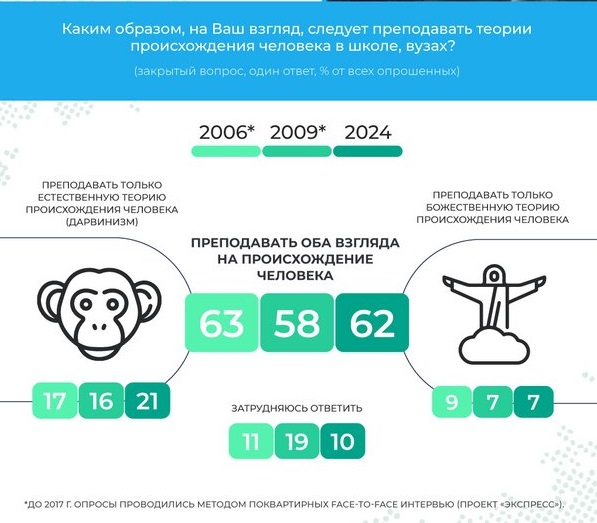 Каким образом, на Ваш взгляд, следует преподавать теории
происхождения человека в школе, вузах?
(закрытый вопрос, один ответ, % от всех опрошенных)
2006* 2009* 2024
ПРЕПОДАВАТЬ ТОЛЬКО
ЕСТЕСТВЕННУЮ ТЕОРИЮ
ПРОИСХОЖДЕНИЯ ЧЕЛОВЕКА
(ДАРВИНИЗМ)
17 16 21
ПРЕПОДАВАТЬ ОБА ВЗГЛЯДА
НА ПРОИСХОЖДЕНИЕ
ЧЕЛОВЕКА
63 58 62
ПРЕПОДАВАТЬ ТОЛЬКО
БОЖЕСТВЕННУЮ ТЕОРИЮ
ПРОИСХОЖДЕНИЯ ЧЕЛОВЕКА
9 7 7
ЗАТРУДНЯЮСЬ ОТВЕТИТЬ
11 19 10
*ДО 2017 Г. ОПРОСЫ ПРОВОДИЛИСЬ МЕТОДОМ ПОКВАРТИРНЫХ FACE-TO-FACE ИНТЕРВЬЮ (ПРОЕКТ «ЭКСПРЕСС»).